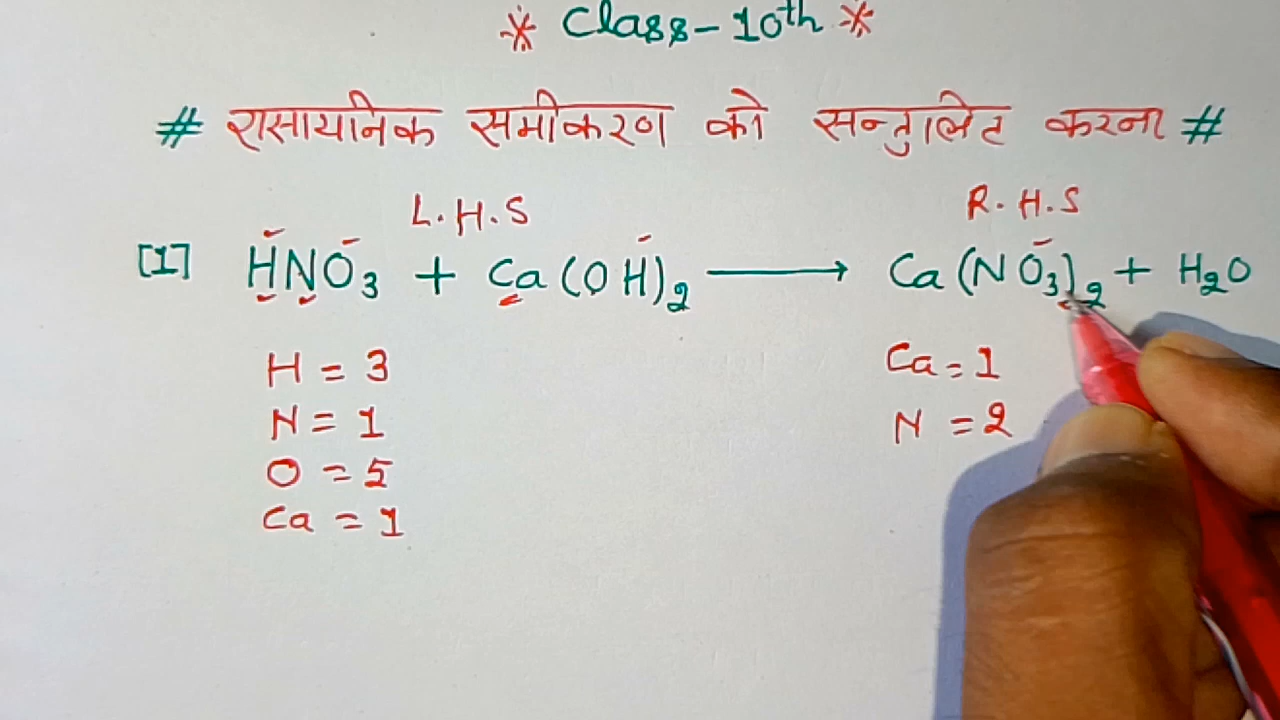 * Class-10th *
# रासायनिक समीकरण को सन्तुलित करना #
L.H.S R.H.S
[1] HNO₃ + Ca(OH)₂ ⟶ Ca(NO₃)₂ + H₂O
H = 3 Ca = 1
N = 1 N = 2
O = 5
Ca = 1